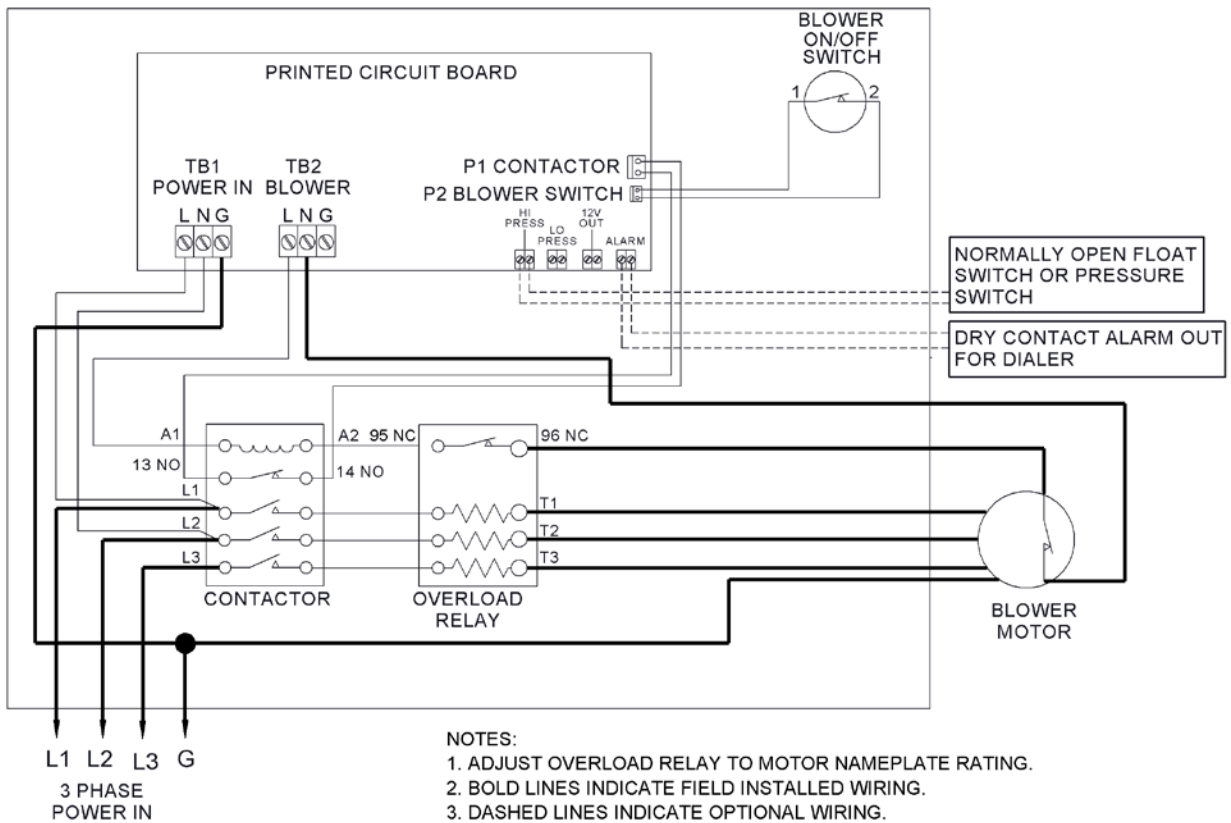 BLOWER
ON/OFF
SWITCH
PRINTED CIRCUIT BOARD
1
2
TB1
POWER IN
TB2
BLOWER
P1 CONTACTOR
P2 BLOWER SWITCH
L N G
L N G
HI
PRESS
LO
PRESS
12V
OUT
ALARM
NORMALLY OPEN FLOAT
SWITCH OR PRESSURE
SWITCH
DRY CONTACT ALARM OUT
FOR DIALER
A1
A2
95 NC
96 NC
13 NO
14 NO
L1
L2
L3
T1
T2
T3
CONTACTOR
OVERLOAD
RELAY
BLOWER
MOTOR
L1 L2 L3 G
3 PHASE
POWER IN
NOTES:
1. ADJUST OVERLOAD RELAY TO MOTOR NAMEPLATE RATING.
2. BOLD LINES INDICATE FIELD INSTALLED WIRING.
3. DASHED LINES INDICATE OPTIONAL WIRING.